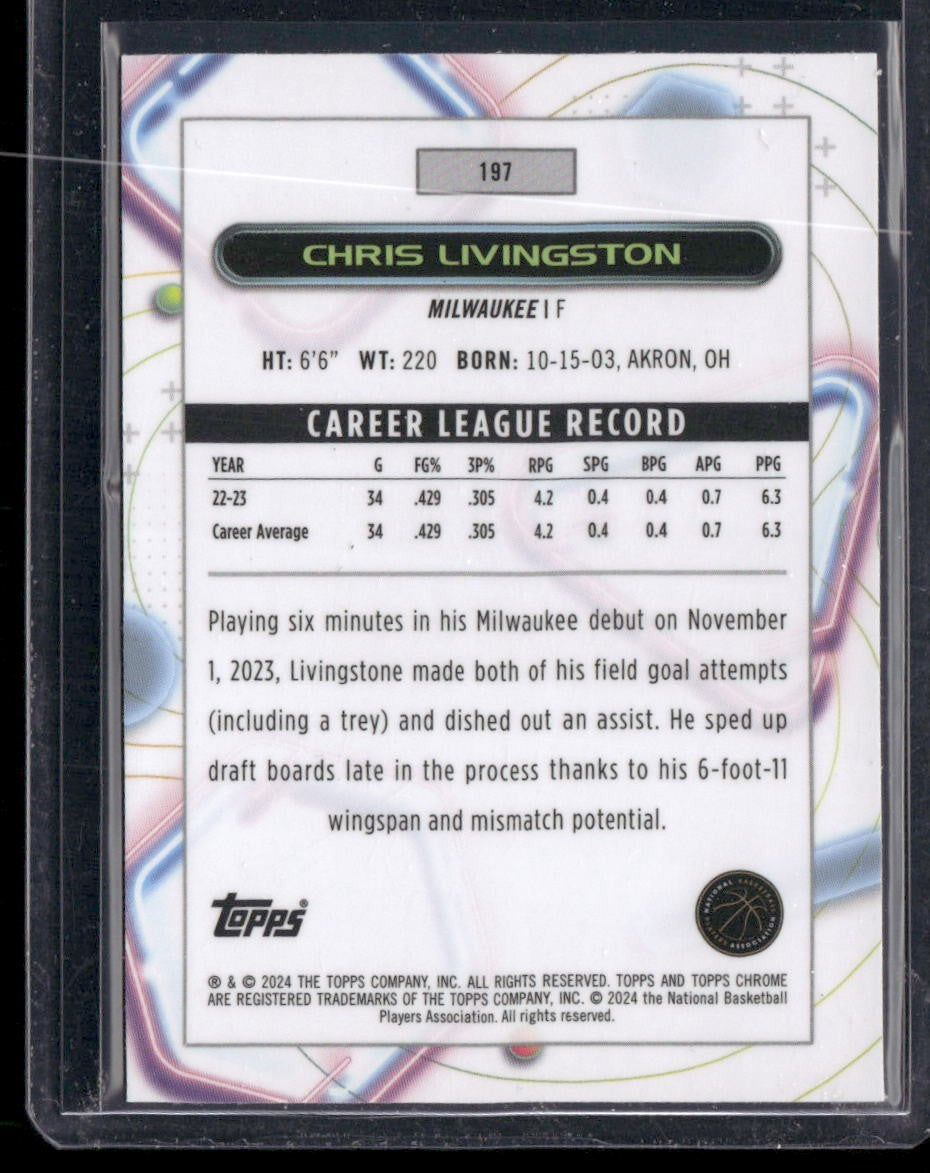 197
CHRIS LIVINGSTON
MILWAUKEE | F
HT: 6'6" WT: 220 BORN: 10-15-03, AKRON, OH
CAREER LEAGUE RECORD
YEAR G FG% 3P% RPG SPG BPG APG PPG
22-23 34 .429 .305 4.2 0.4 0.4 0.7 6.3
Career Average 34 .429 .305 4.2 0.4 0.4 0.7 6.3
Playing six minutes in his Milwaukee debut on November
1, 2023, Livingstone made both of his field goal attempts
(including a trey) and dished out an assist. He sped up
draft boards late in the process thanks to his 6-foot-11
wingspan and mismatch potential.
Topps®
NATIONAL BASKETBALL PLAYERS ASSOCIATION
® & © 2024 THE TOPPS COMPANY, INC. ALL RIGHTS RESERVED. TOPPS AND TOPPS CHROME
ARE REGISTERED TRADEMARKS OF THE TOPPS COMPANY, INC. © 2024 the National Basketball
Players Association. All rights reserved.